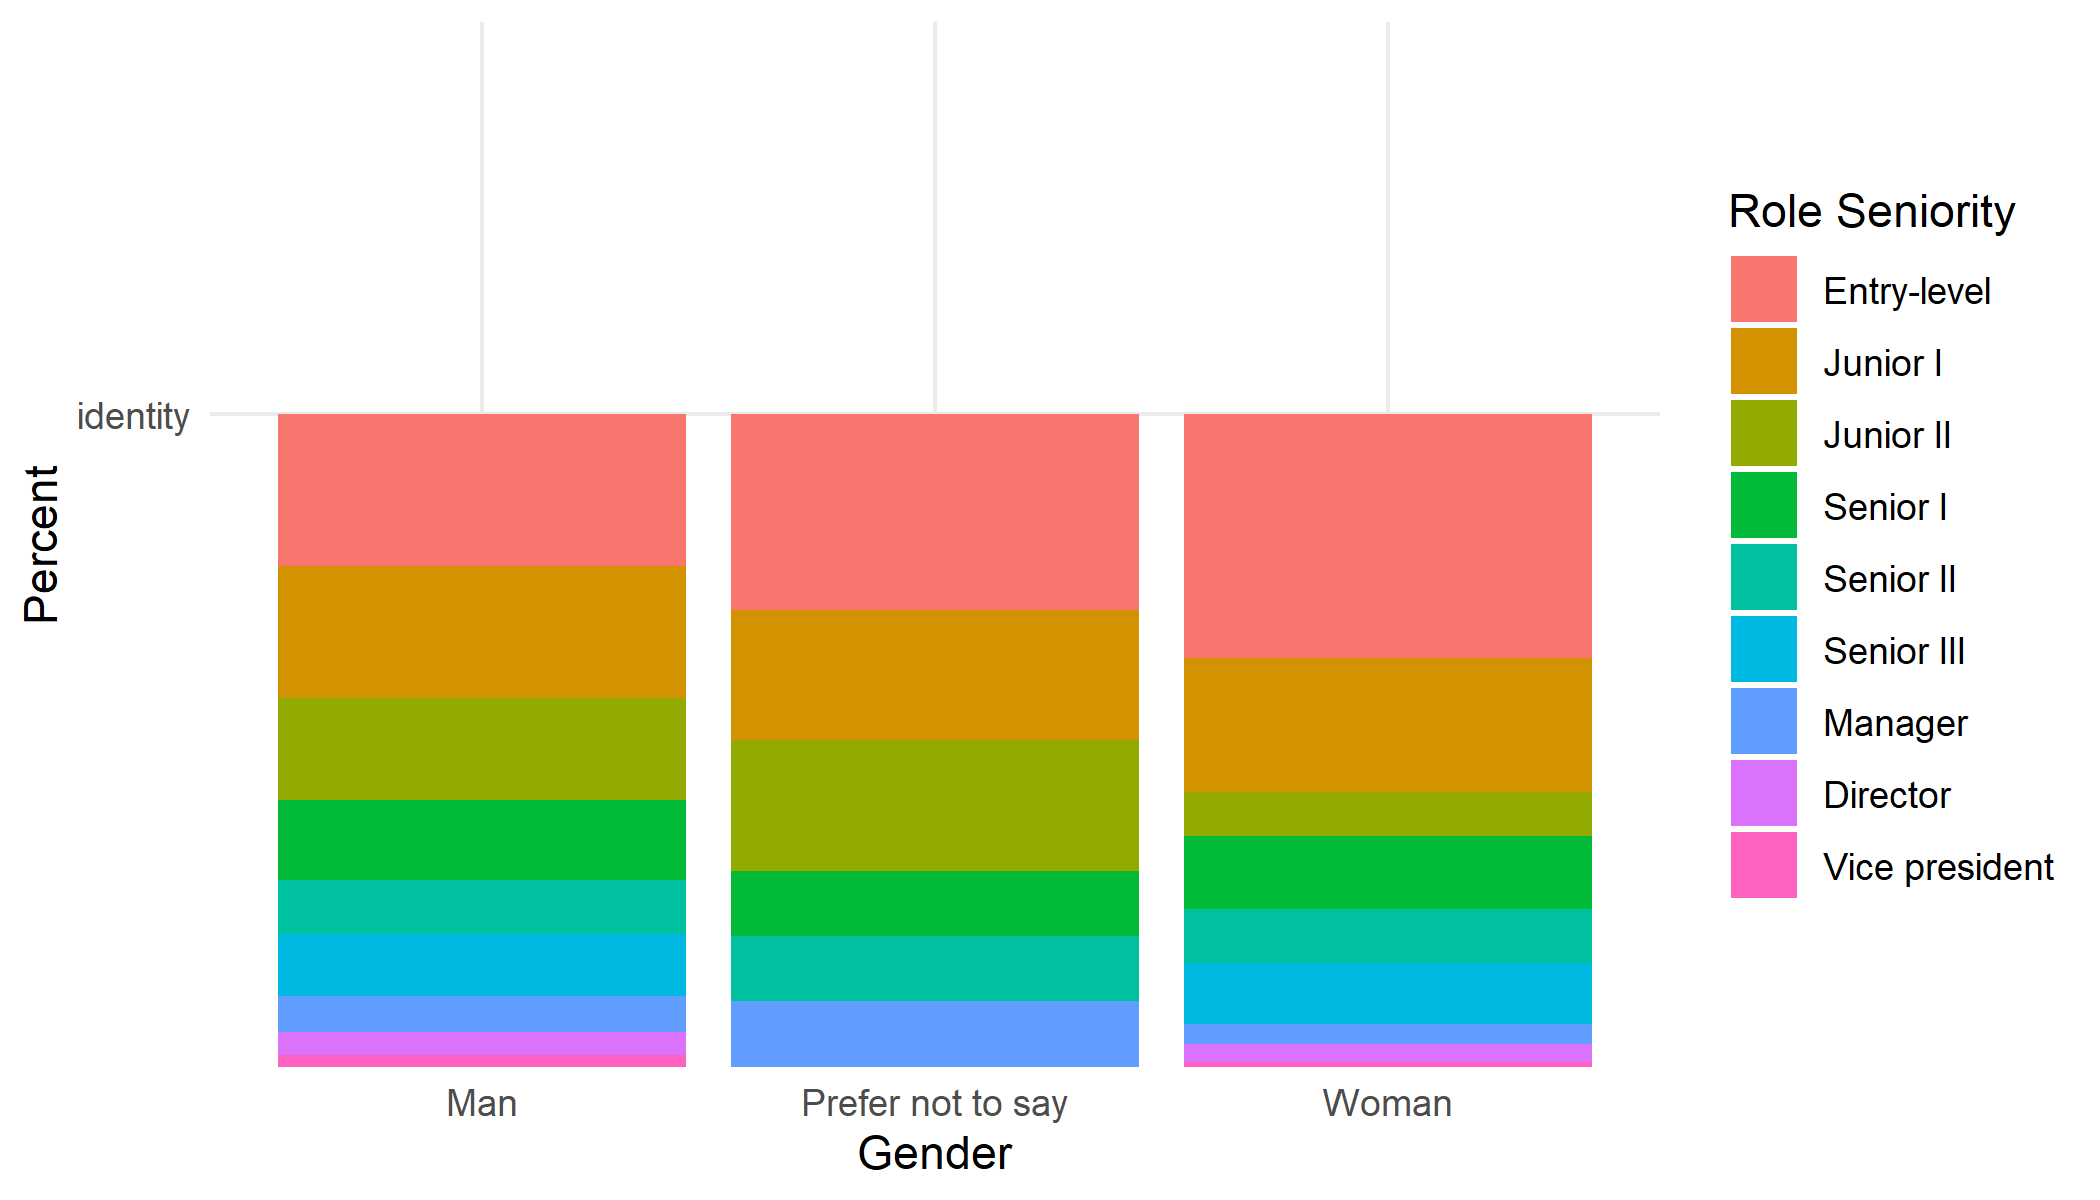 identity
Percent
Man
Prefer not to say
Woman
Gender
Role Seniority
Entry-level
Junior I
Junior II
Senior I
Senior II
Senior III
Manager
Director
Vice president